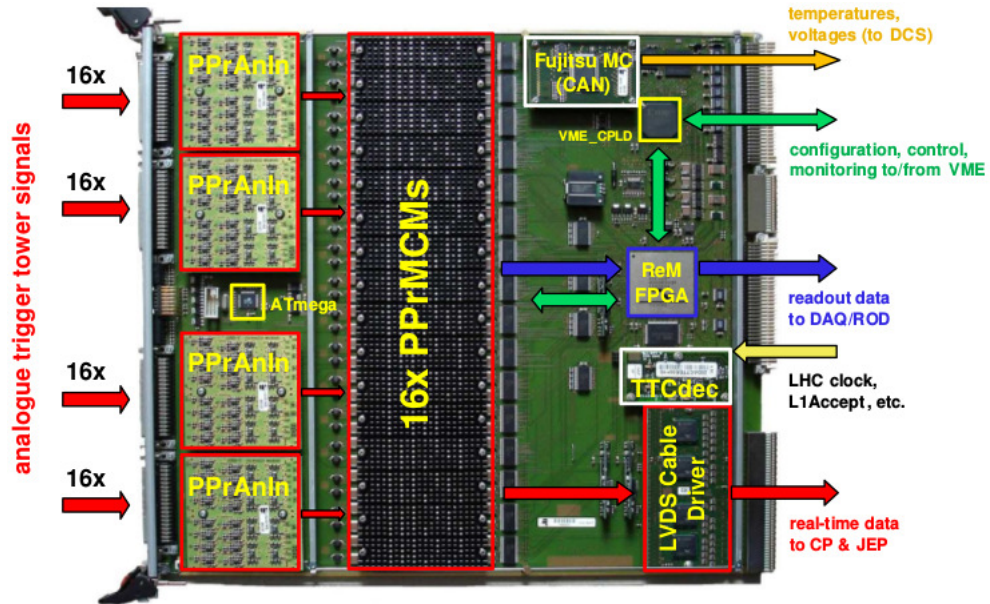 analogue trigger tower signals
16x
16x
16x
16x
PPrAnIn
PPrAnIn
ATmega
PPrAnIn
PPrAnIn
16x PPrMCMs
Fujitsu MC
(CAN)
VME_CPLD
ReM
FPGA
TTCdec
LVDS Cable
Driver
temperatures,
voltages (to DCS)
configuration, control,
monitoring to/from VME
readout data
to DAQ/ROD
LHC clock,
L1Accept, etc.
real-time data
to CP & JEP